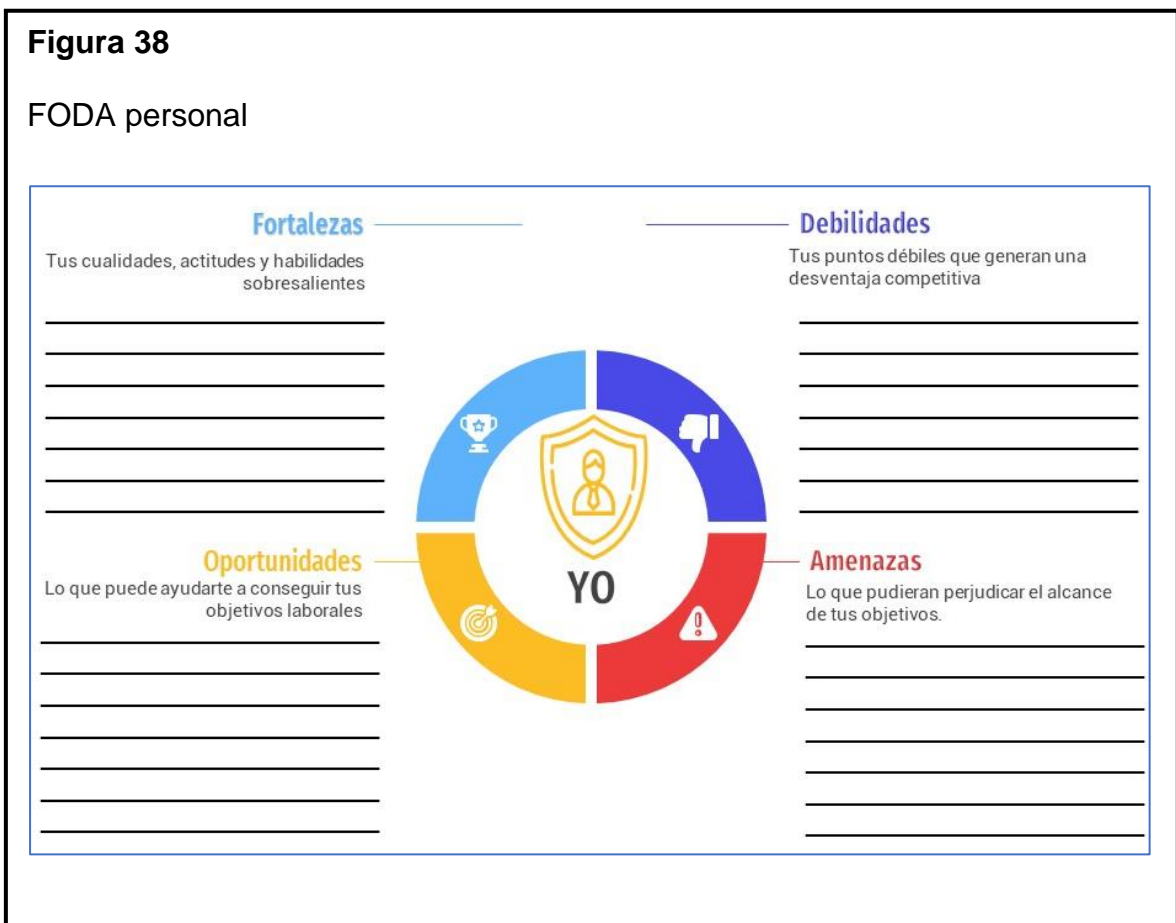 Figura 38
FODA personal
Fortalezas
Tus cualidades, actitudes y habilidades
sobresalientes
Debilidades
Tus puntos débiles que generan una
desventaja competitiva
YO
Oportunidades
Lo que puede ayudarte a conseguir tus
objetivos laborales
Amenazas
Lo que pudieran perjudicar el alcance
de tus objetivos.